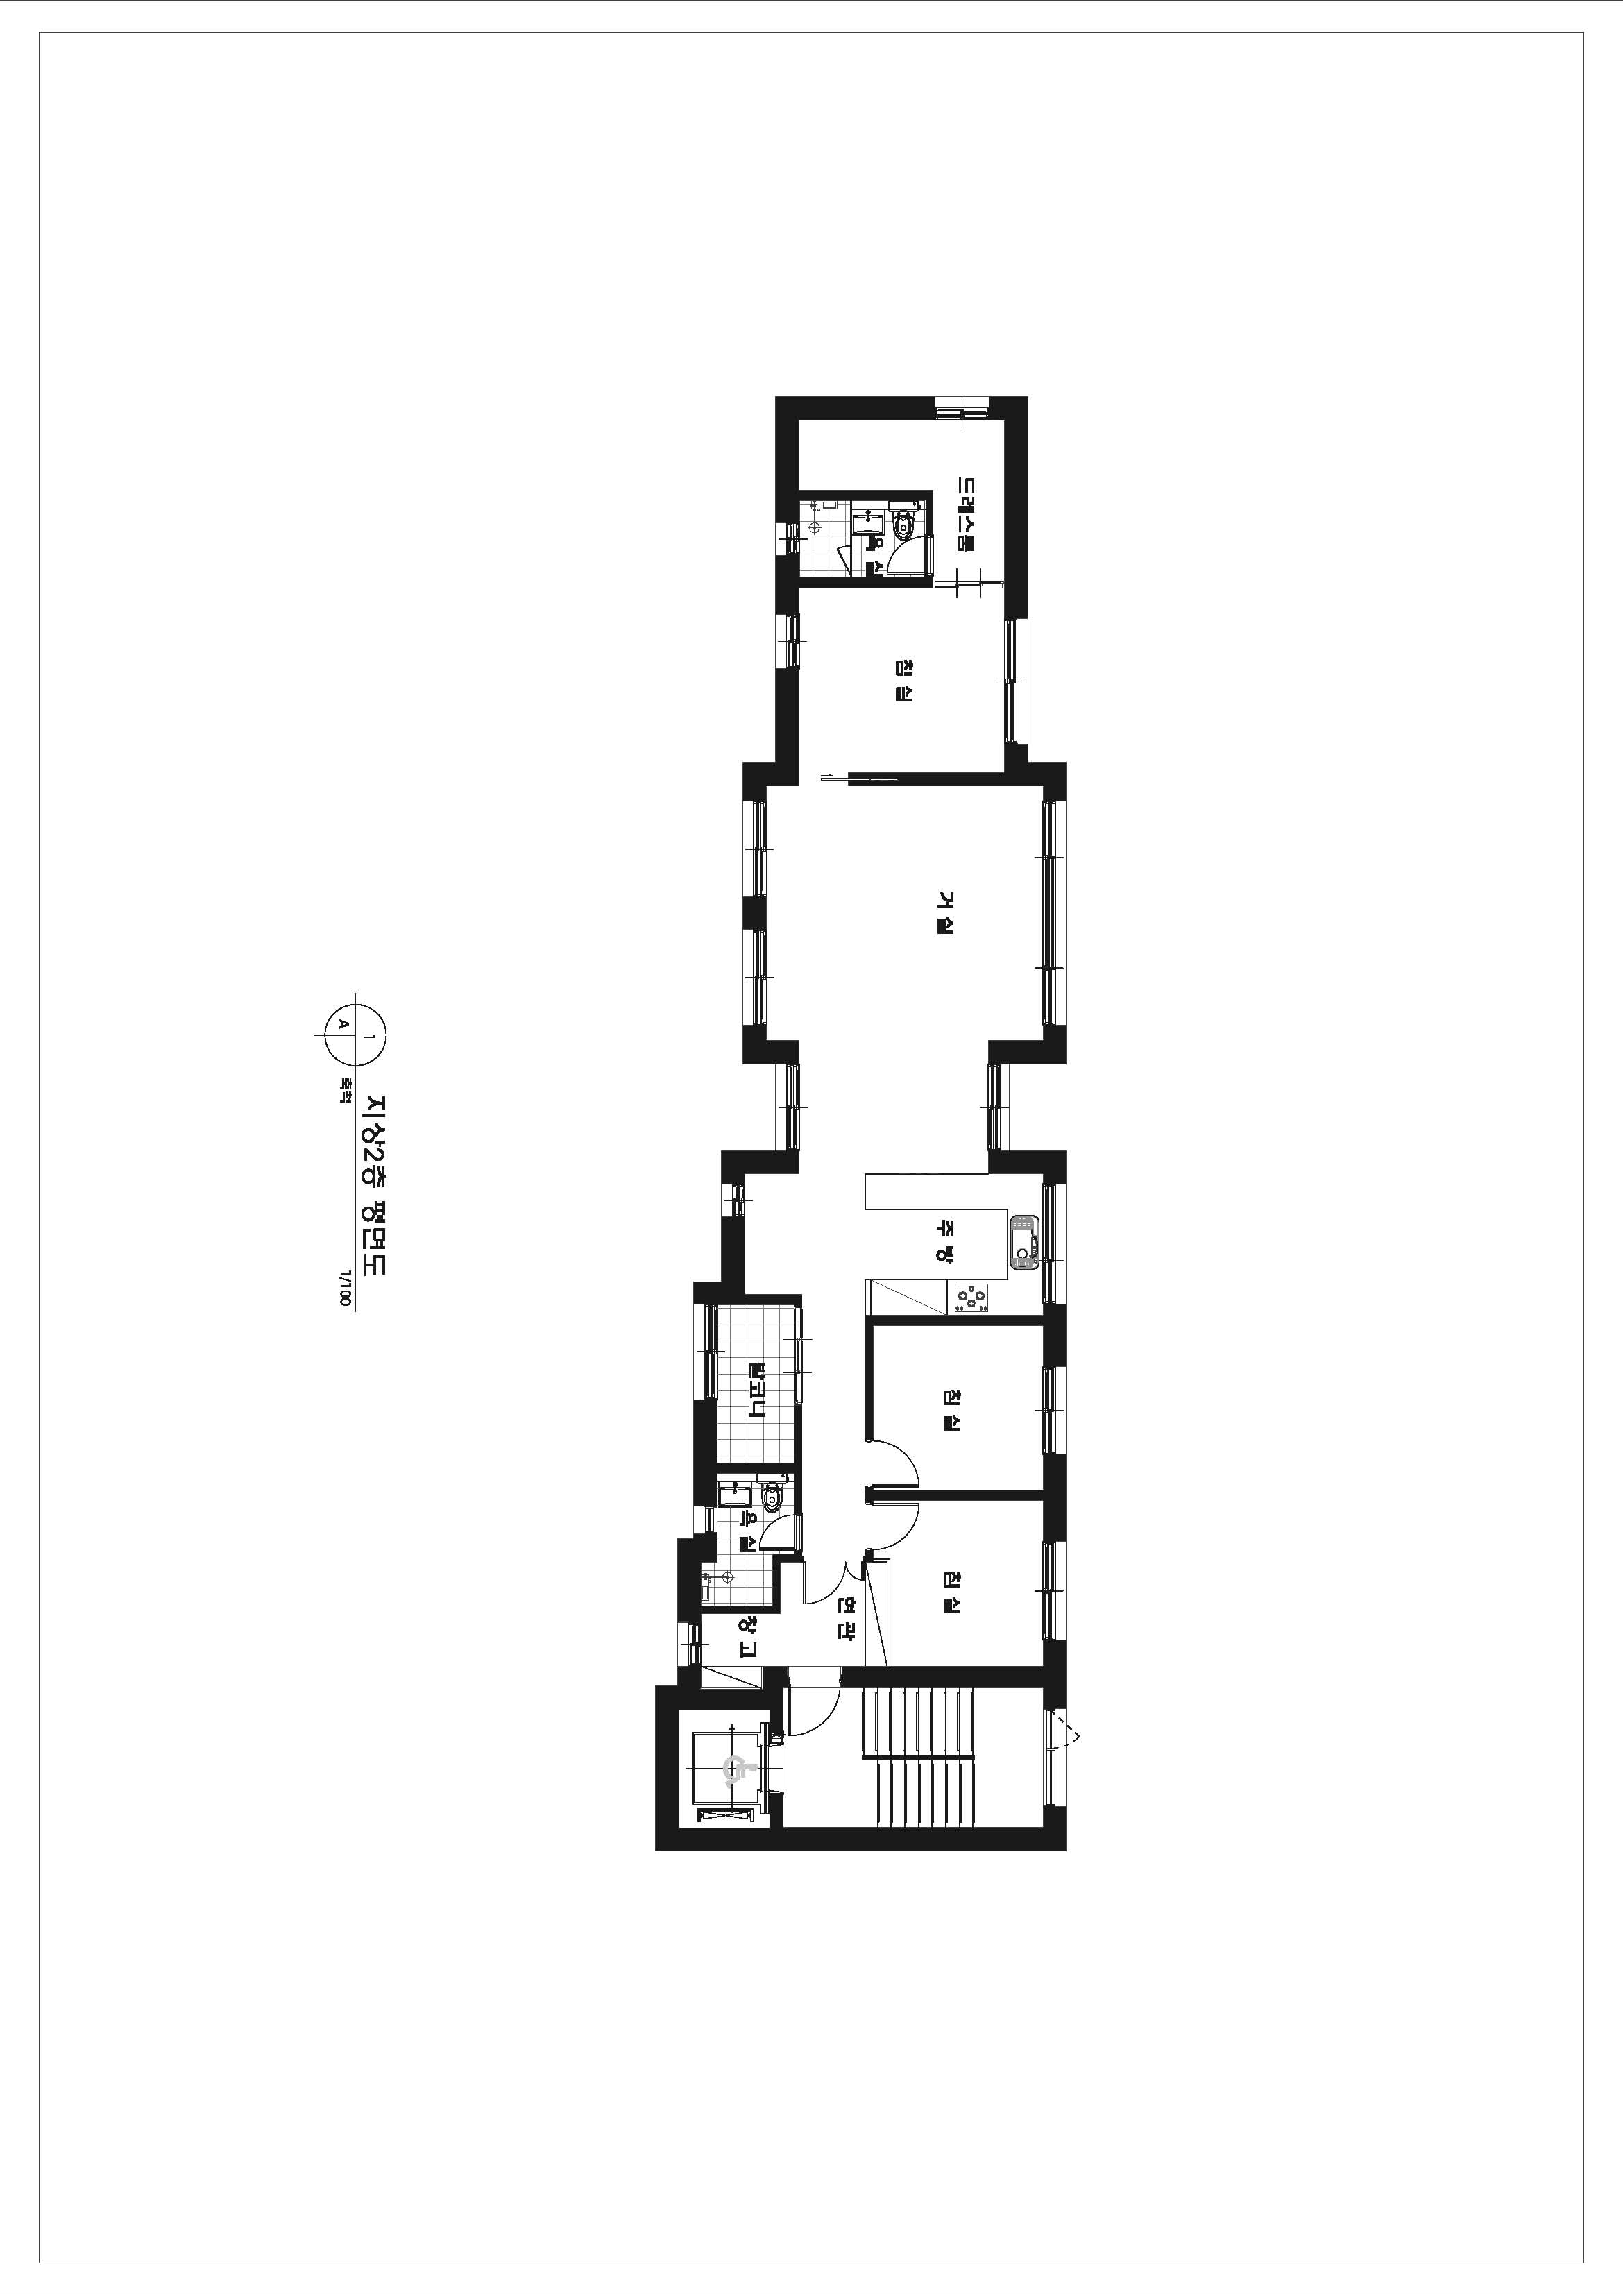 드레스룸
거 실
주 방
침 실
침 실
침 실
욕 실
현 관
발코니
욕 실
창 고
1
지상2층 평면도
A
축척 1/100